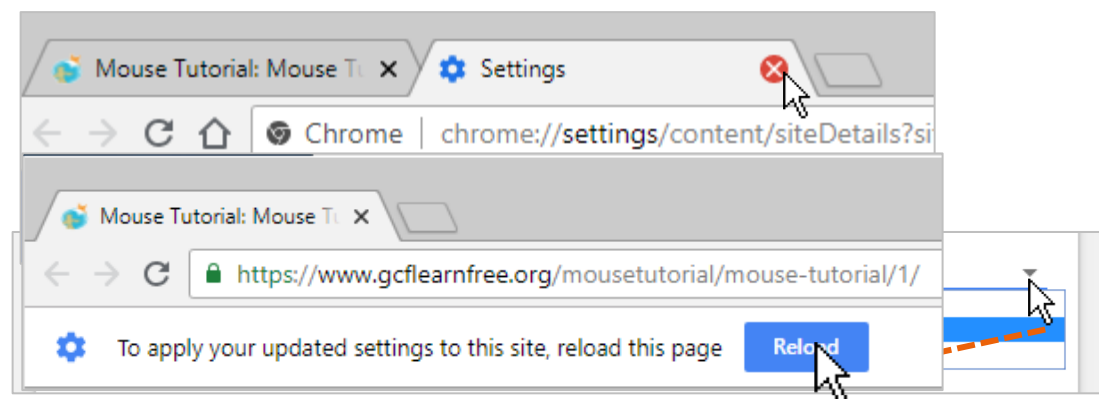 Mouse Tutorial: Mouse Tu
Settings
Chrome | chrome://settings/content/siteDetails?si
Mouse Tutorial: Mouse Tu
https://www.gcflearnfree.org/mousetutorial/mouse-tutorial/1/
To apply your updated settings to this site, reload this page Reload